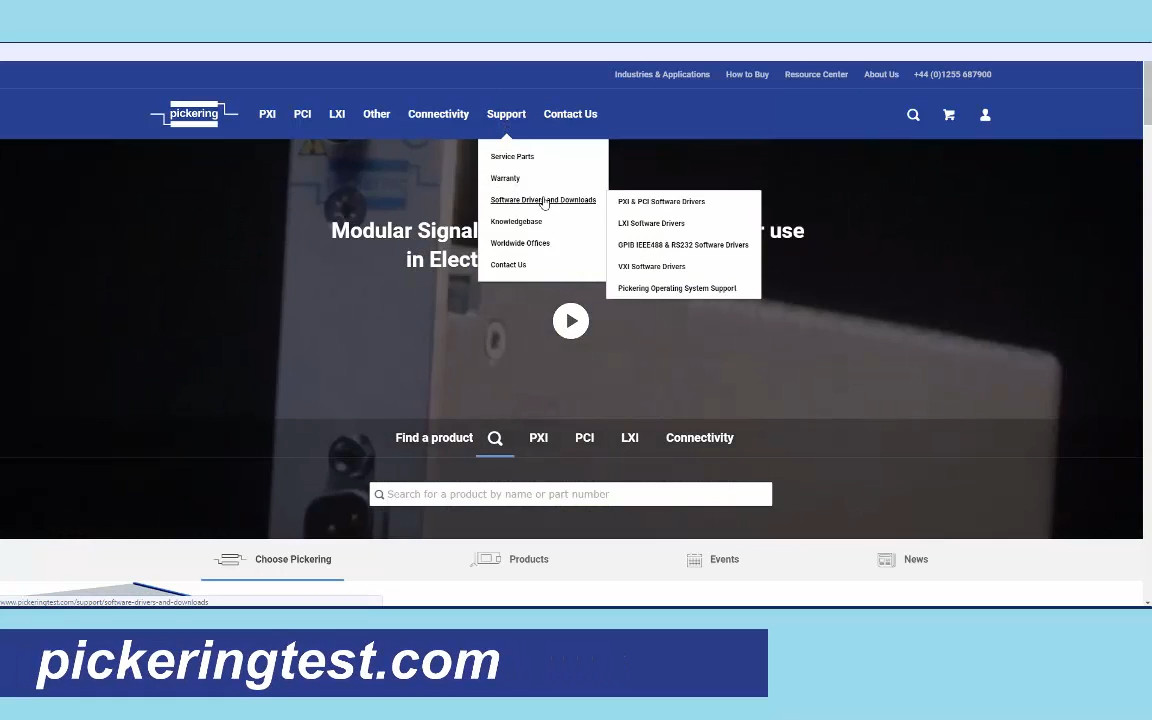 Industries & Applications How to Buy Resource Center About Us +44 (0)1255 687900
pickering PXI PCI LXI Other Connectivity Support Contact Us
Service Parts
Warranty
Software Drivers and Downloads
Knowledgebase
Worldwide Offices
Contact Us
PXI & PCI Software Drivers
LXI Software Drivers
GPIB IEEE488 & RS232 Software Drivers
VXI Software Drivers
Pickering Operating System Support
Modular Signal use
in Elect
Find a product PXI PCI LXI Connectivity
Search for a product by name or part number
Choose Pickering Products Events News
www.pickeringtest.com/support/software-drivers-and-downloads
pickeringtest.com